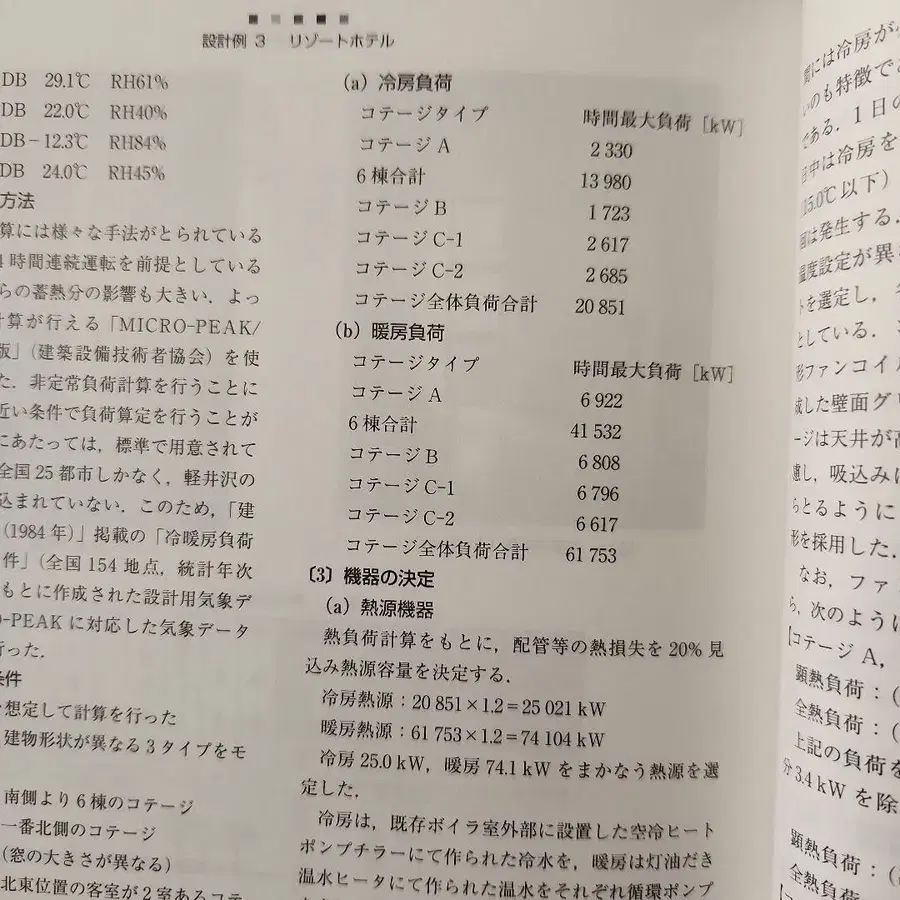 設計例 3 リゾートホテル
DB 29.1℃ RH61%
DB 22.0℃ RH40%
DB−12.3℃ RH84%
DB 24.0℃ RH45%
方法
算には様々な手法がとられている
4時間連続運転を前提としている
らの蓄熱分の影響も大きい．よっ
計算が行える「MICRO-PEAK/
版」（建築設備技術者協会）を使
た．非定常負荷計算を行うことに
近い条件で負荷算定を行うことが
にあたっては，標準で用意されて
全国25都市しかなく，軽井沢の
込まれていない．このため，「建
（1984年）」掲載の「冷暖房負荷
件」（全国154地点，統計年次
もとに作成された設計用気象デ
O-PEAKに対応した気象データ
行った．
条件
を想定して計算を行った
建物形状が異なる3タイプをモ
南側より6棟のコテージ
一番北側のコテージ
（窓の大きさが異なる）
北東位置の客室が2室あるコテ
(a) 冷房負荷
コテージタイプ 時間最大負荷［kW］
コテージA 2 330
6棟合計 13 980
コテージB 1 723
コテージC-1 2 617
コテージC-2 2 685
コテージ全体負荷合計 20 851
(b) 暖房負荷
コテージタイプ 時間最大負荷［kW］
コテージA 6 922
6棟合計 41 532
コテージB 6 808
コテージC-1 6 796
コテージC-2 6 617
コテージ全体負荷合計 61 753
〔3〕機器の決定
(a) 熱源機器
熱負荷計算をもとに，配管等の熱損失を20%見
込み熱源容量を決定する．
冷房熱源：20 851×1.2＝25 021 kW
暖房熱源：61 753×1.2＝74 104 kW
冷房25.0 kW，暖房74.1 kWをまかなう熱源を選
定した．
冷房は，既存ボイラ室外部に設置した空冷ヒート
ポンプチラーにて作られた冷水を，暖房は灯油だき
温水ヒータにて作られた温水をそれぞれ循環ポンプ
間には冷房が
いのも特徴で
である．1日の
日中は冷房を
(15.0℃以下)
回は発生する．
温度設定が異
トを選定し，
としている．
形ファンコイル
成した壁面グリ
ージは天井が高
慮し，吸込みに
らとるように
形を採用した．
なお，ファ
ら，次のように
［コテージA，
顕熱負荷：（
全熱負荷：（
上記の負荷を
分3.4 kWを除
顕熱負荷：（
全熱負荷：（